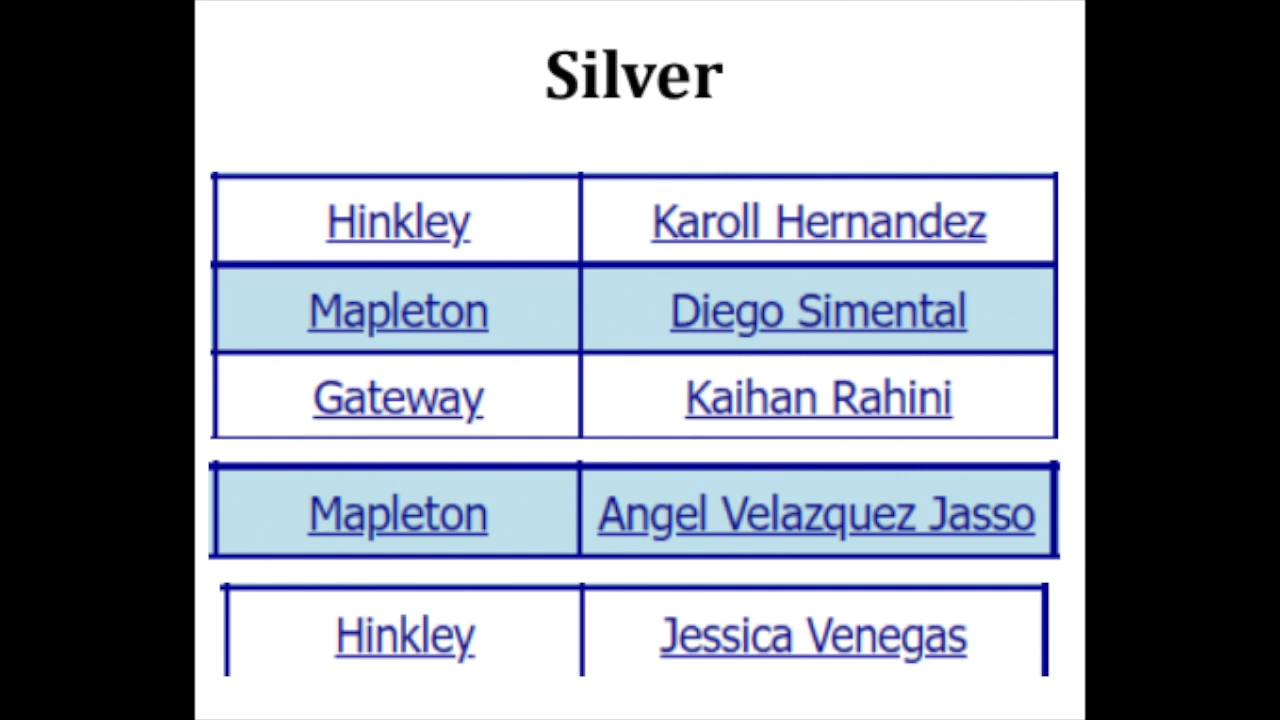 Silver
Hinkley Karoll Hernandez
Mapleton Diego Simental
Gateway Kaihan Rahini
Mapleton Angel Velazquez Jasso
Hinkley Jessica Venegas